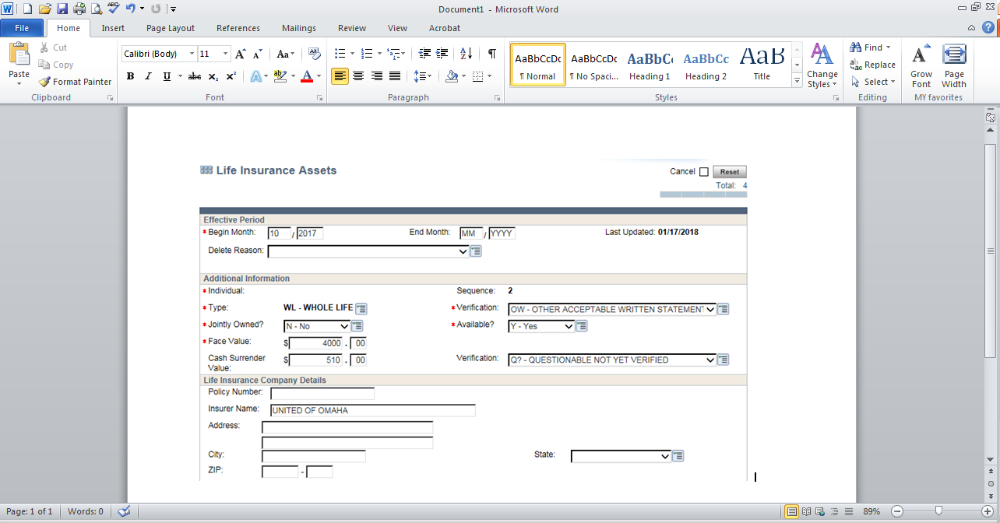 Document1 - Microsoft Word
File Home Insert Page Layout References Mailings Review View Acrobat
Paste
Cut
Copy
Format Painter
Clipboard
Calibri (Body) 11
B I U abc x₂ x²
Font
Paragraph
AaBbCcDc AaBbCcDc AaBbCc AaBbCc AaB
¶ Normal ¶ No Spaci... Heading 1 Heading 2 Title
Change Styles
Styles
Find
Replace
Select
Editing
Grow Font
Page Width
MY favorites
Life Insurance Assets
Cancel Reset
Total: 4
Effective Period
* Begin Month: 10 / 2017 End Month: MM / YYYY Last Updated: 01/17/2018
Delete Reason:
Additional Information
* Individual: Sequence: 2
* Type: WL - WHOLE LIFE * Verification: OW - OTHER ACCEPTABLE WRITTEN STATEMENT
* Jointly Owned? N - No * Available? Y - Yes
* Face Value: $ 4000 . 00
Cash Surrender Value: $ 510 . 00 Verification: Q? - QUESTIONABLE NOT YET VERIFIED
Life Insurance Company Details
Policy Number:
Insurer Name: UNITED OF OMAHA
Address:
City: State:
ZIP: -
Page: 1 of 1 Words: 0 89%